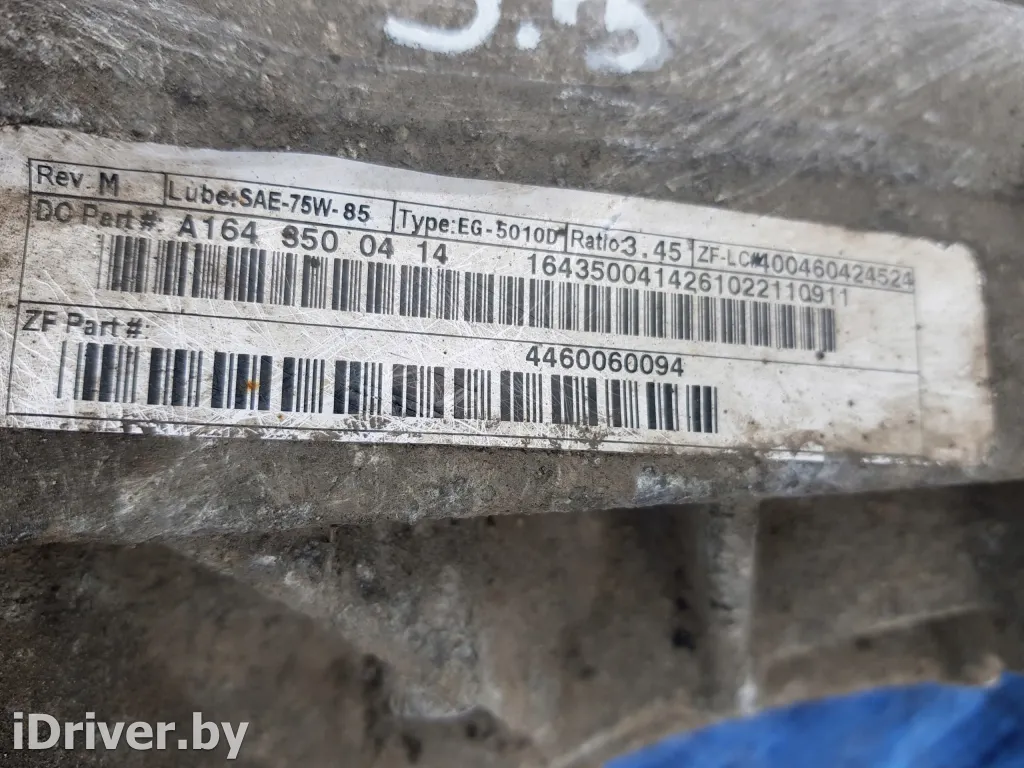 3.5
Rev. M Lube:SAE-75W-85 Type:EG-5010D Ratio:3.45 ZF-LC#400460424524
DC Part #: A164 350 04 14 16435004142610221 10911
ZF Part #: 4460060094
iDriver.by